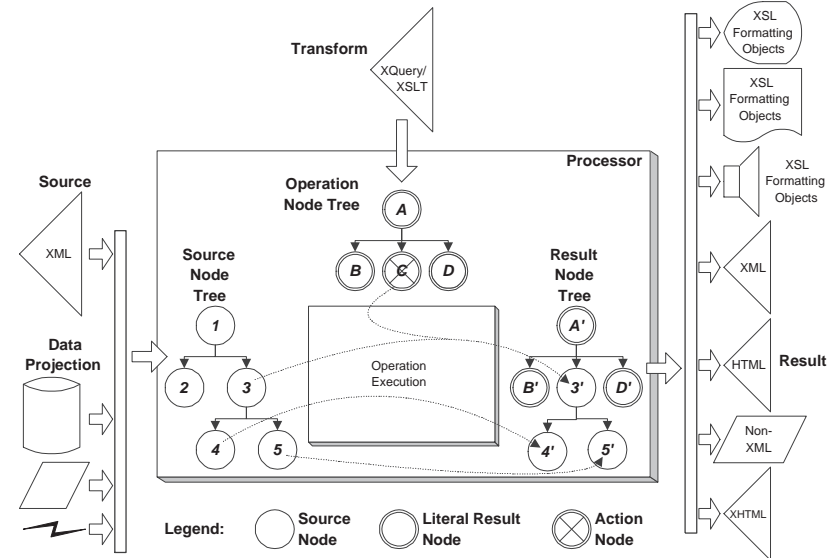 Transform
XQuery/
XSLT
XSL
Formatting
Objects
XSL
Formatting
Objects
XSL
Formatting
Objects
Processor
Source
XML
Operation
Node Tree
A
B
C
D
Source
Node
Tree
1
2
3
4
5
Result
Node
Tree
A'
B'
3'
D'
4'
5'
Operation
Execution
Data
Projection
XML
HTML
Result
Non-
XML
XHTML
Legend:
Source
Node
Literal Result
Node
Action
Node